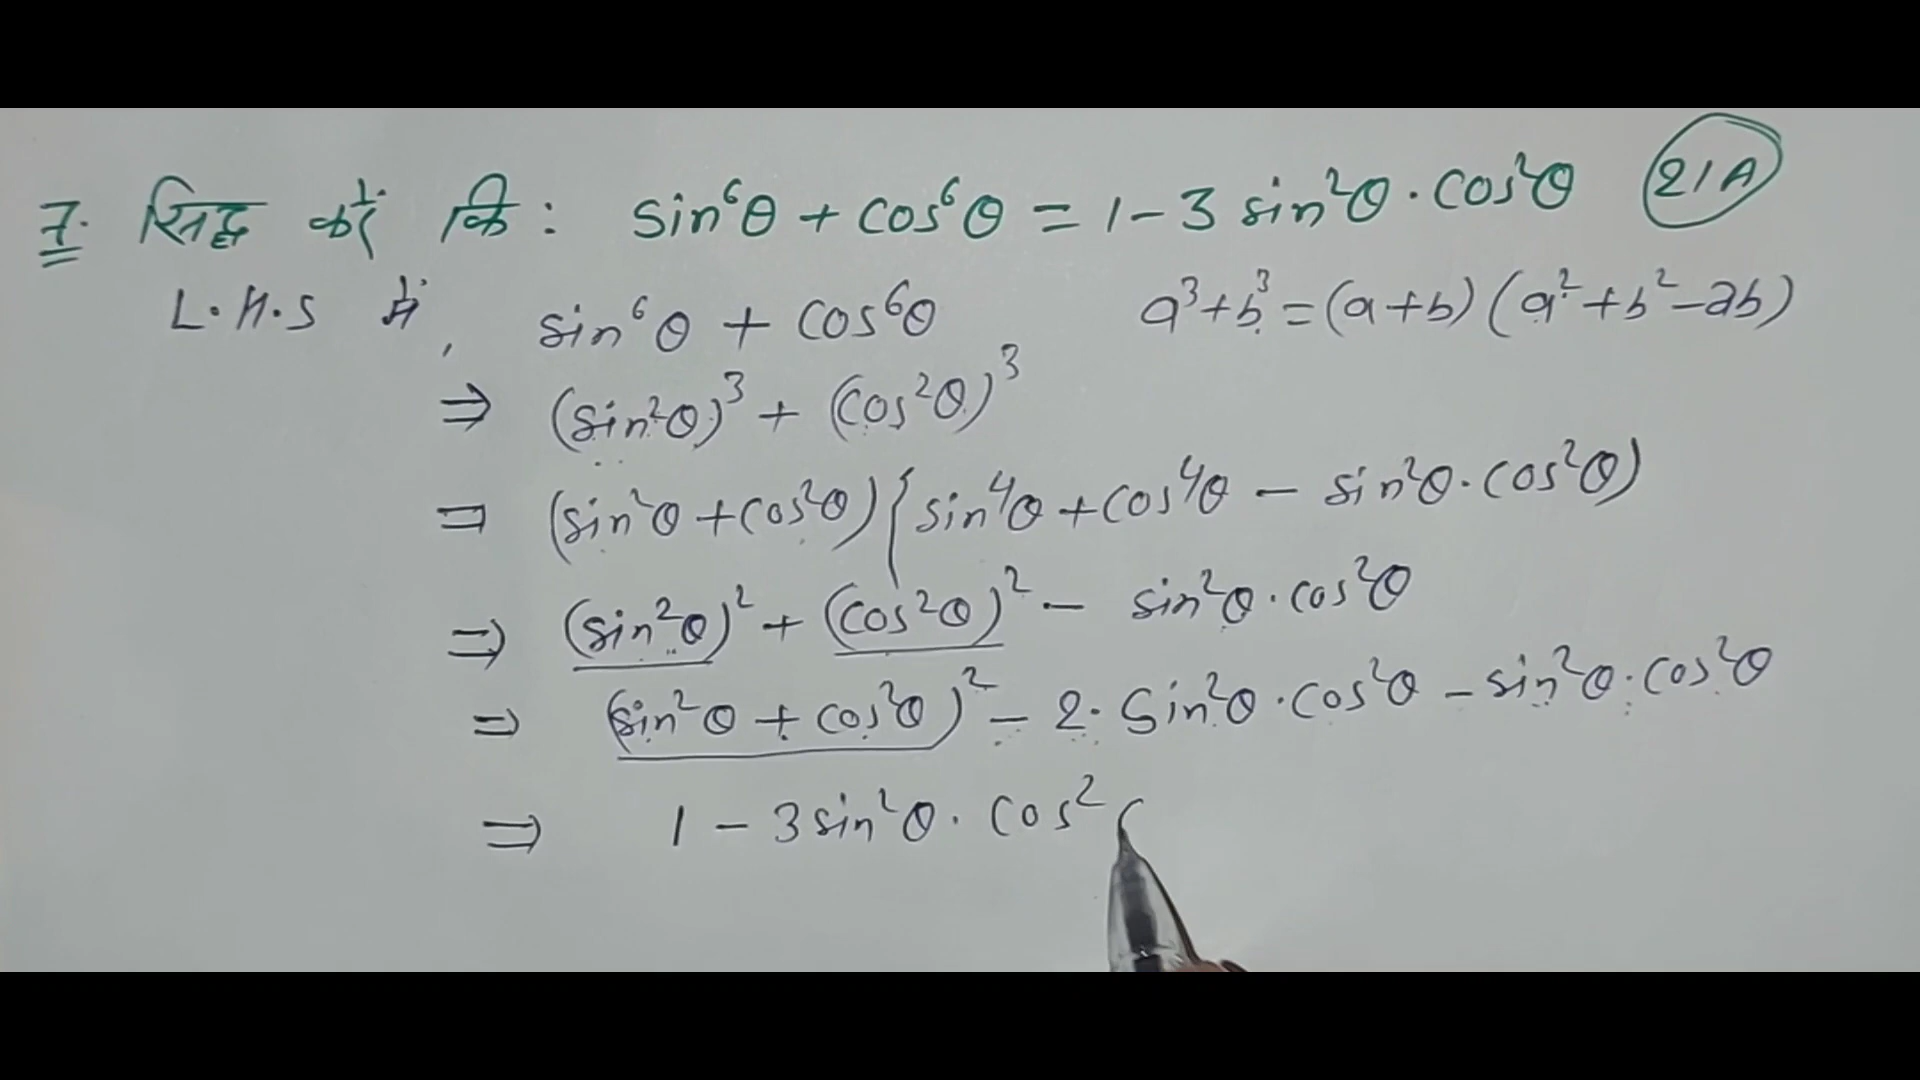 7. सिद्ध करें कि : sin⁶θ + cos⁶θ = 1 - 3 sin²θ · cos²θ (21A)
L.H.S में, sin⁶θ + cos⁶θ a³+b³ = (a+b) (a²+b²-ab)
⇒ (sin²θ)³ + (cos²θ)³
= (sin²θ + cos²θ) { sin⁴θ + cos⁴θ - sin²θ · cos²θ)
⇒ (sin²θ)² + (cos²θ)² - sin²θ · cos²θ
⇒ (sin²θ + cos²θ)² - 2 · sin²θ · cos²θ - sin²θ · cos²θ
⇒ 1 - 3 sin²θ · cos²